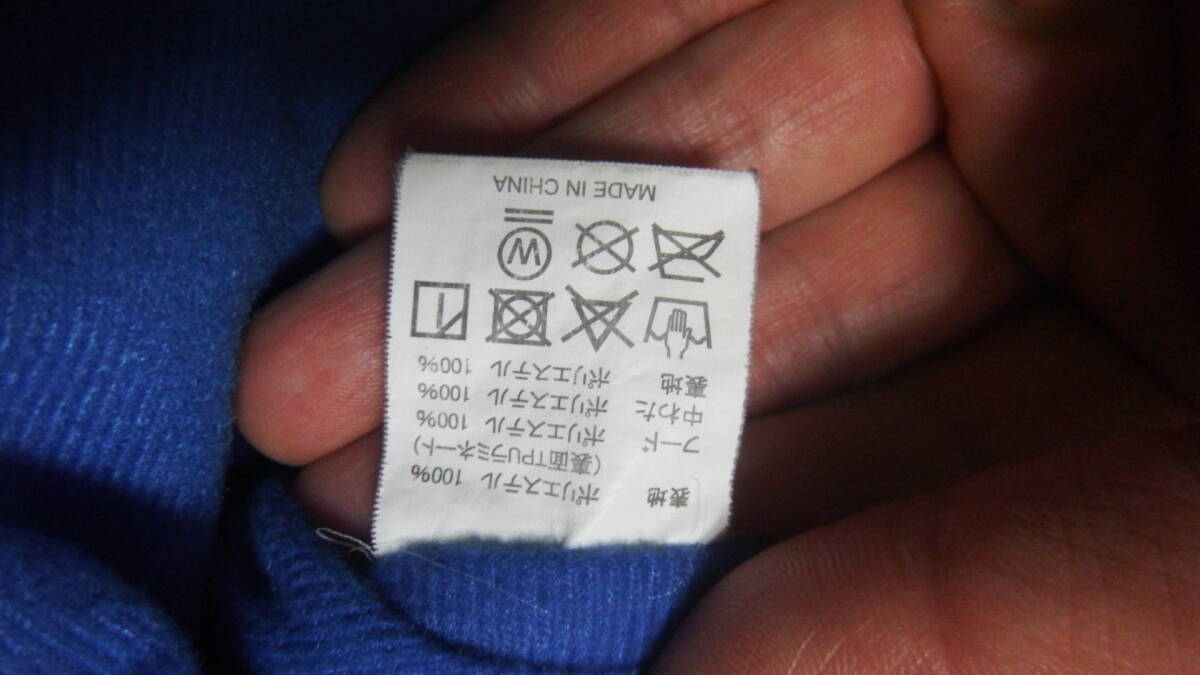 表地 ポリエステル 100%
(裏面TPUラミネート)
フード ポリエステル 100%
中わた ポリエステル 100%
裏地 ポリエステル 100%
W
MADE IN CHINA